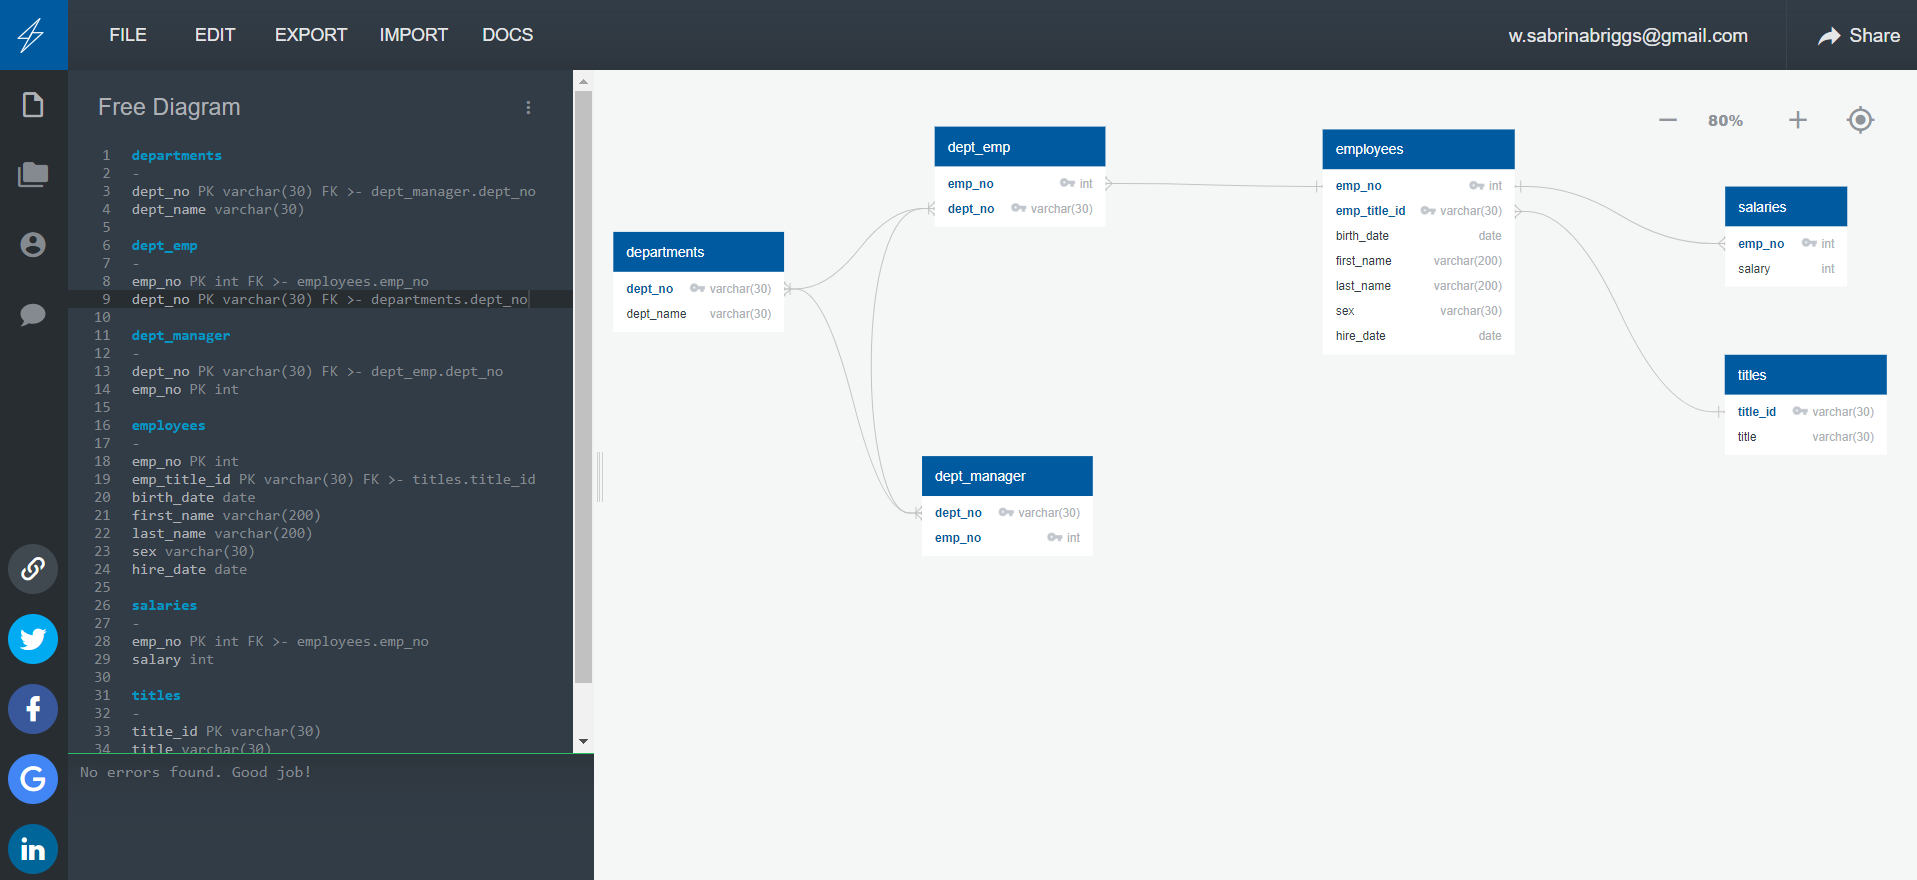 FILE EDIT EXPORT IMPORT DOCS w.sabrinabriggs@gmail.com Share
Free Diagram
1 departments
2 -
3 dept_no PK varchar(30) FK >- dept_manager.dept_no
4 dept_name varchar(30)
5
6 dept_emp
7 -
8 emp_no PK int FK >- employees.emp_no
9 dept_no PK varchar(30) FK >- departments.dept_no
10
11 dept_manager
12 -
13 dept_no PK varchar(30) FK >- dept_emp.dept_no
14 emp_no PK int
15
16 employees
17 -
18 emp_no PK int
19 emp_title_id PK varchar(30) FK >- titles.title_id
20 birth_date date
21 first_name varchar(200)
22 last_name varchar(200)
23 sex varchar(30)
24 hire_date date
25
26 salaries
27 -
28 emp_no PK int FK >- employees.emp_no
29 salary int
30
31 titles
32 -
33 title_id PK varchar(30)
34 title varchar(30)
No errors found. Good job!
80%
departments
dept_no varchar(30)
dept_name varchar(30)
dept_emp
emp_no int
dept_no varchar(30)
dept_manager
dept_no varchar(30)
emp_no int
employees
emp_no int
emp_title_id varchar(30)
birth_date date
first_name varchar(200)
last_name varchar(200)
sex varchar(30)
hire_date date
salaries
emp_no int
salary int
titles
title_id varchar(30)
title varchar(30)